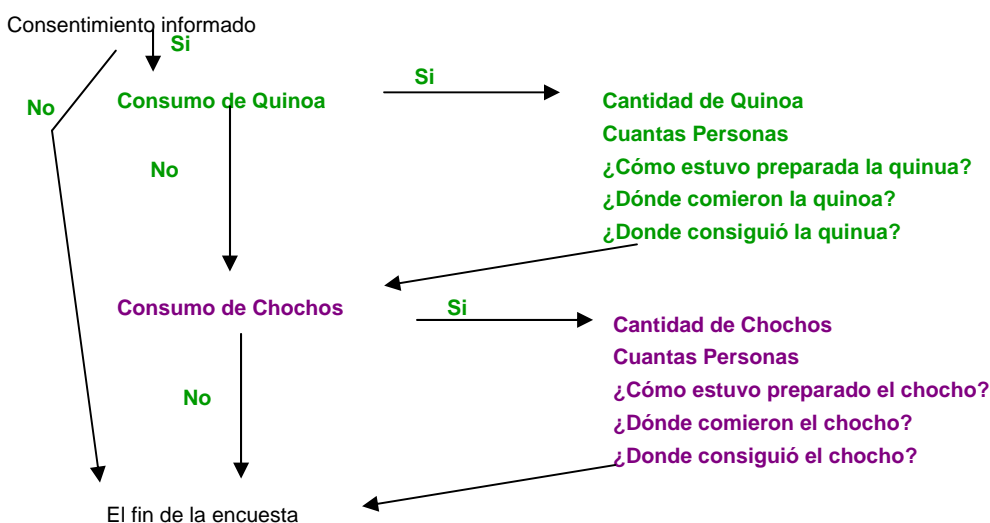 Consentimiento informado
Si
No
Consumo de Quinoa
Si
No
Cantidad de Quinoa
Cuantas Personas
¿Cómo estuvo preparada la quinua?
¿Dónde comieron la quinoa?
¿Donde consiguió la quinua?
Consumo de Chochos
Si
No
Cantidad de Chochos
Cuantas Personas
¿Cómo estuvo preparado el chocho?
¿Dónde comieron el chocho?
¿Donde consiguió el chocho?
El fin de la encuesta